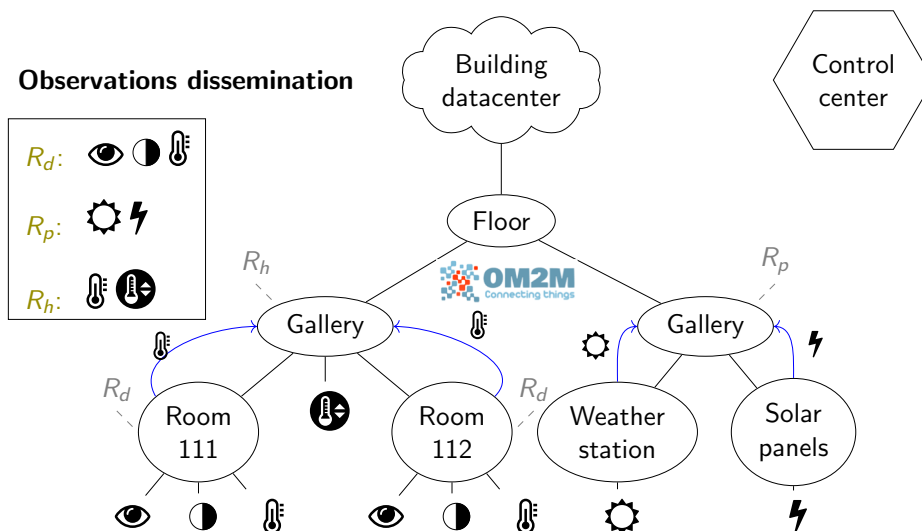 Observations dissemination
Building
datacenter
Control
center
R_d:
R_p:
R_h:
Floor
R_h
OM2M
Connecting things
R_p
Gallery
Gallery
R_d
Room
111
Room
112
R_d
Weather
station
Solar
panels